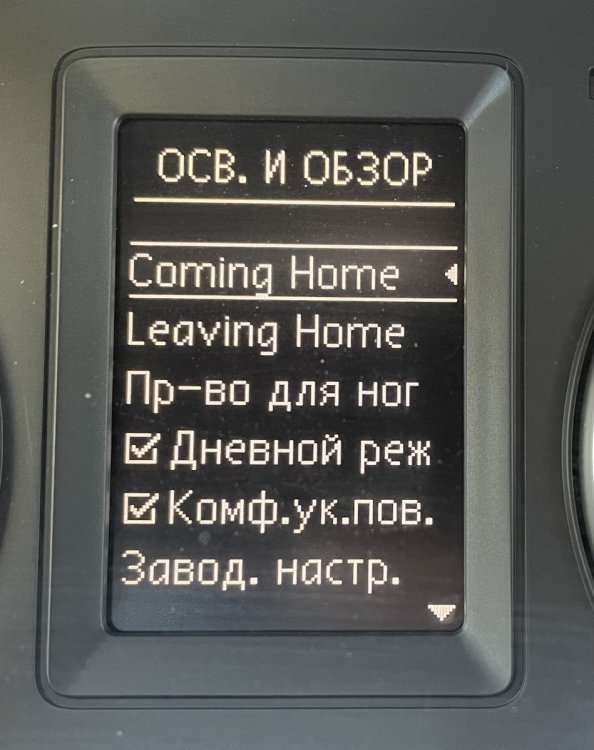 ОСВ. И ОБЗОР
Coming Home
Leaving Home
Пр-во для ног
Дневной реж
Комф.ук.пов.
Завод. настр.